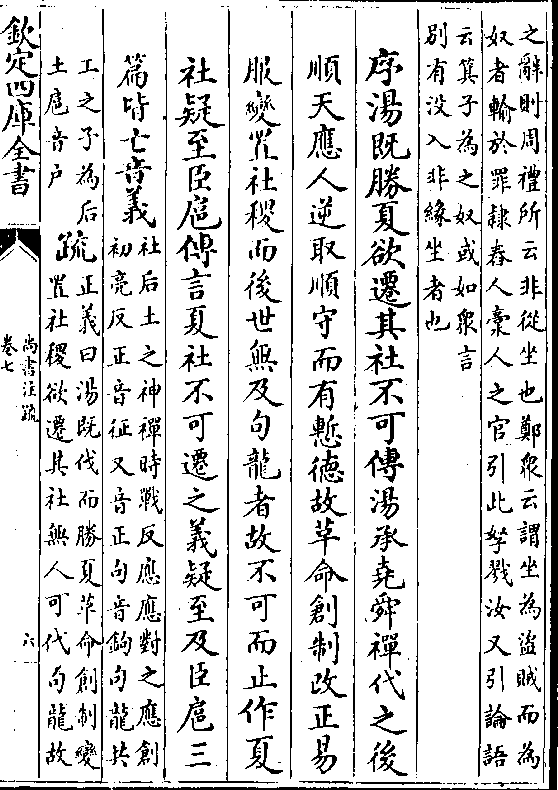 之辭則周禮所云非從坐也鄭衆云謂坐為盜賊而為
奴者輸於罪隸舂人槀人之官引此孥戮汝又引論語
云箕子為之奴或如衆言
別有没入非緣坐者也
序湯既勝夏欲遷其社不可傳湯承堯舜禪代之後
順天應人逆取順守而有慙德故革命創制改正易
服變置社稷而後世無及句龍者故不可而止作夏
社疑至臣扈傳言夏社不可遷之義疑至及臣扈三
篇皆亡音義
社后土之神禪時戰反應應對之應創
初亮反正音征又音正句音鉤句龍共
工之子為后
土扈音户
疏
正義曰湯既伐而勝夏革命創制變
置社稷欲遷其社無人可代句龍故
欽定四庫全書
尚書注疏
卷七
六